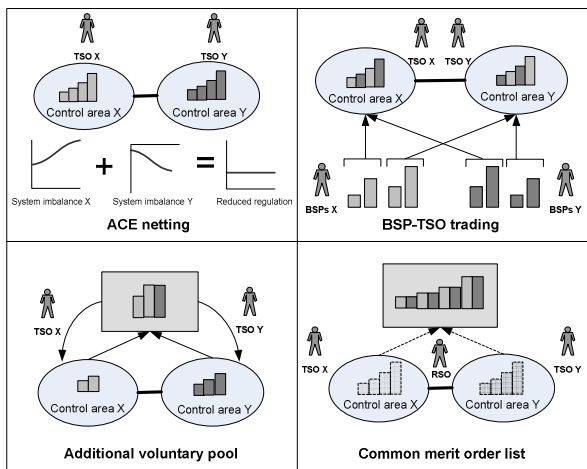 TSO X
TSO Y
Control area X
Control area Y
+
=
System imbalance X
System imbalance Y
Reduced regulation
ACE netting
TSO X
TSO Y
Control area X
Control area Y
BSPs X
BSPs Y
BSP-TSO trading
TSO X
TSO Y
Control area X
Control area Y
Additional voluntary pool
TSO X
RSO
TSO Y
Control area X
Control area Y
Common merit order list